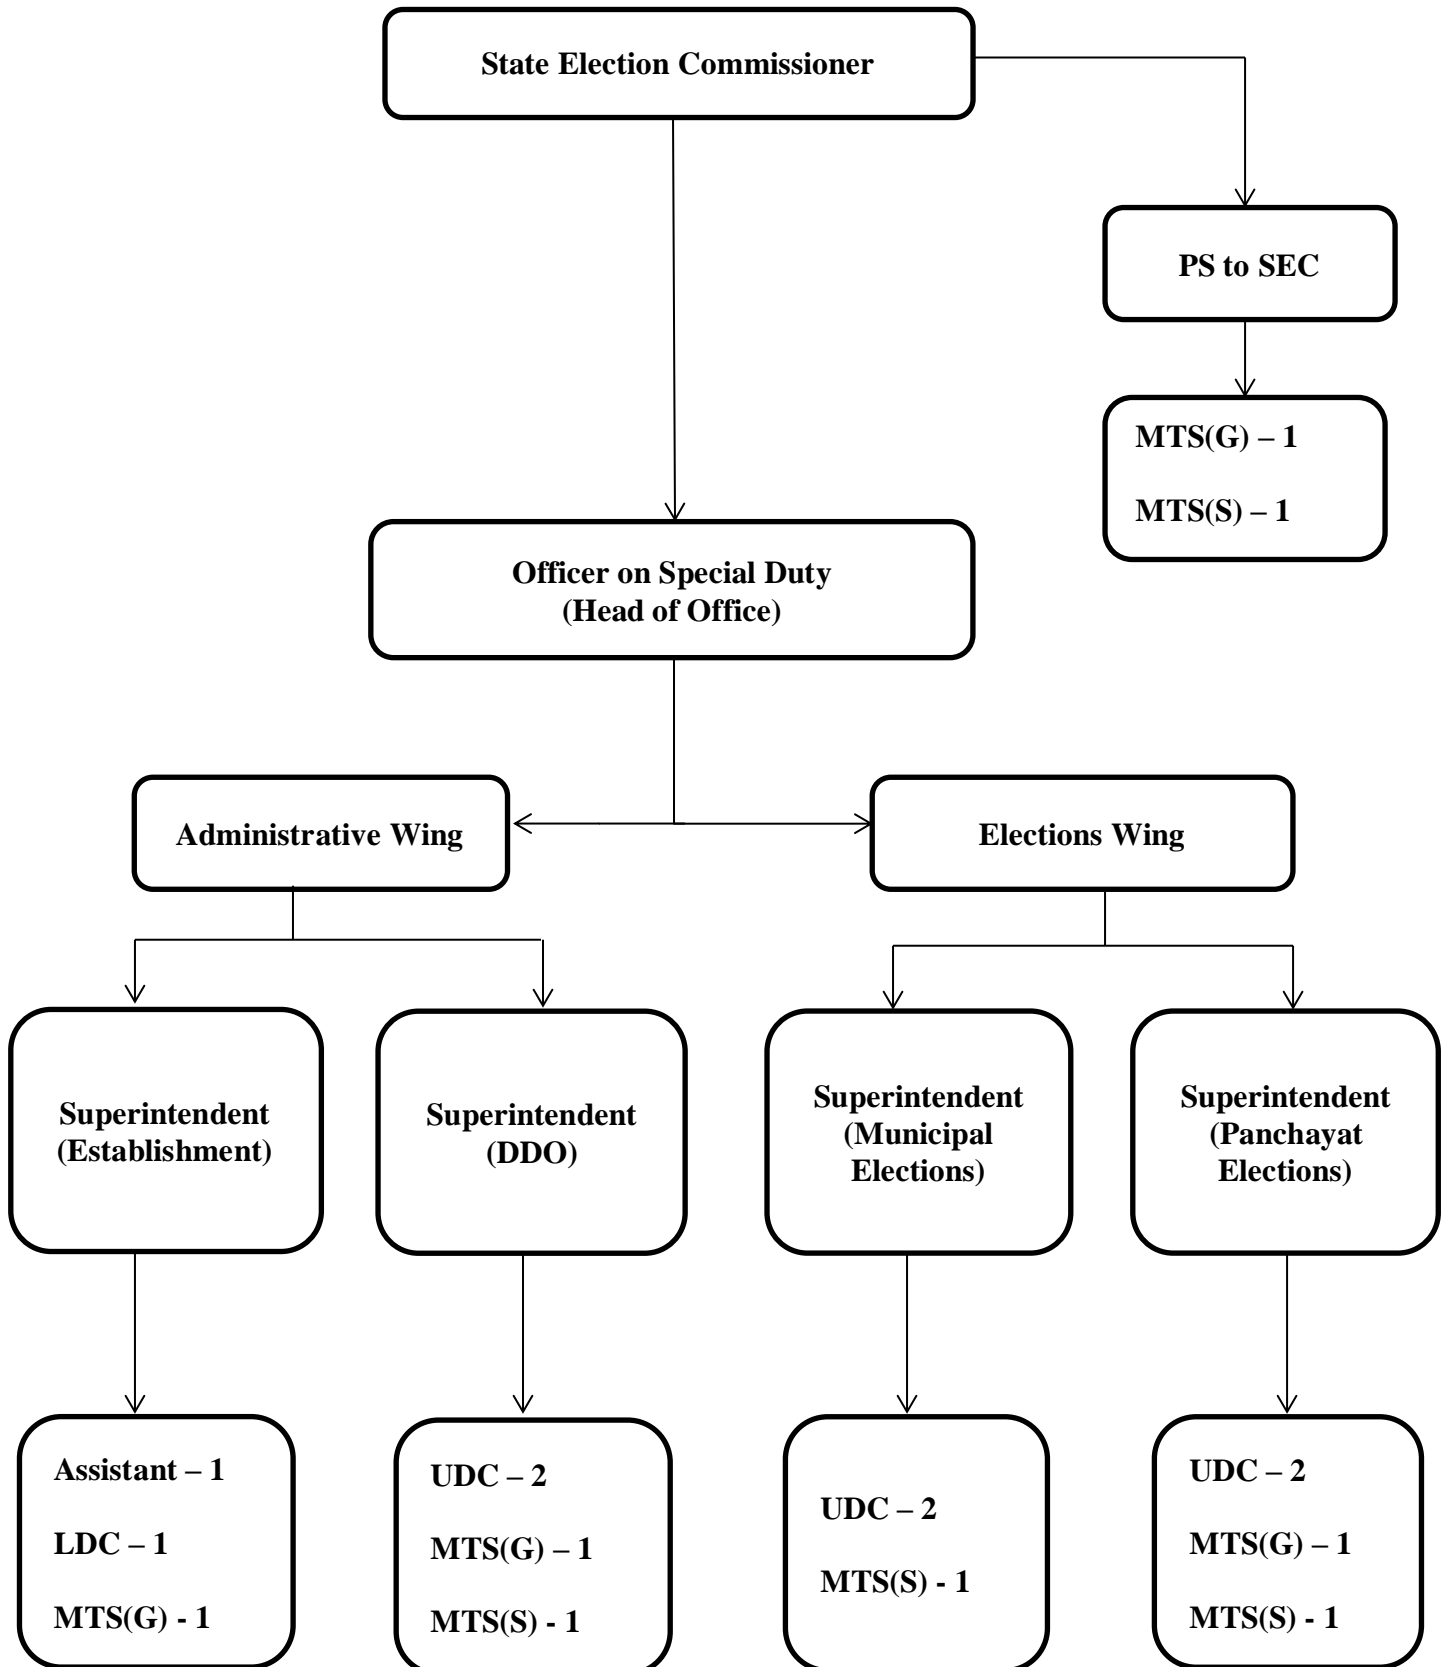 State Election Commissioner
PS to SEC
MTS(G) – 1
MTS(S) – 1
Officer on Special Duty
(Head of Office)
Administrative Wing
Elections Wing
Superintendent
(Establishment)
Superintendent
(DDO)
Superintendent
(Municipal
Elections)
Superintendent
(Panchayat
Elections)
Assistant – 1
LDC – 1
MTS(G) - 1
UDC – 2
MTS(G) – 1
MTS(S) - 1
UDC – 2
MTS(S) - 1
UDC – 2
MTS(G) – 1
MTS(S) - 1